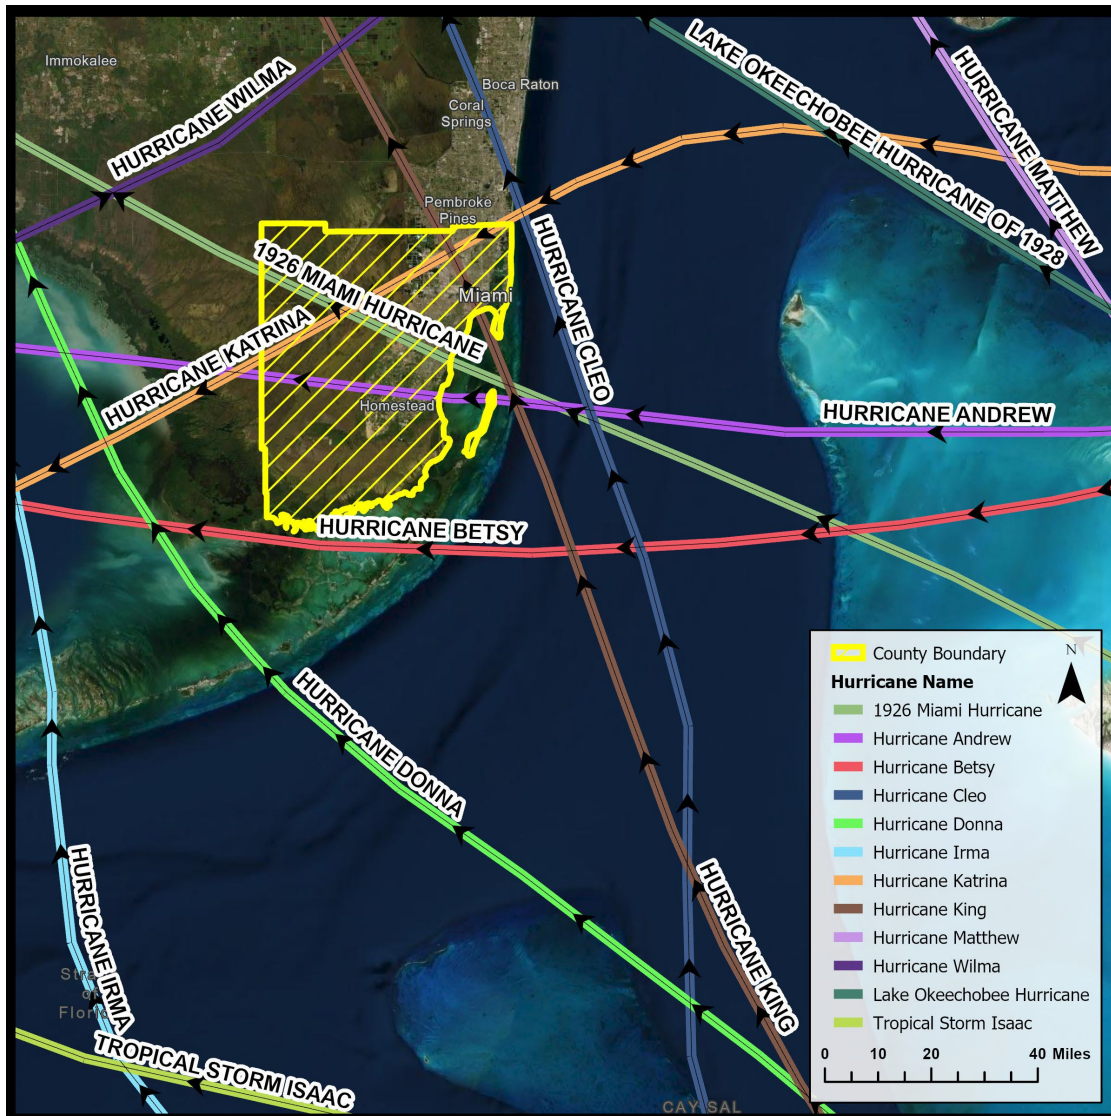 Immokalee
HURRICANE WILMA
Boca Raton
Coral
Springs
LAKE OKEECHOBEE HURRICANE OF 1928
HURRICANE MATTHEW
Pembroke
Pines
1926 MIAMI HURRICANE
Miami
HURRICANE CLEO
HURRICANE KATRINA
Homestead
HURRICANE ANDREW
HURRICANE BETSY
HURRICANE DONNA
HURRICANE IRMA
HURRICANE KING
TROPICAL STORM ISAAC
CAY SAL
County Boundary
N
Hurricane Name
1926 Miami Hurricane
Hurricane Andrew
Hurricane Betsy
Hurricane Cleo
Hurricane Donna
Hurricane Irma
Hurricane Katrina
Hurricane King
Hurricane Matthew
Hurricane Wilma
Lake Okeechobee Hurricane
Tropical Storm Isaac
0 10 20 40 Miles